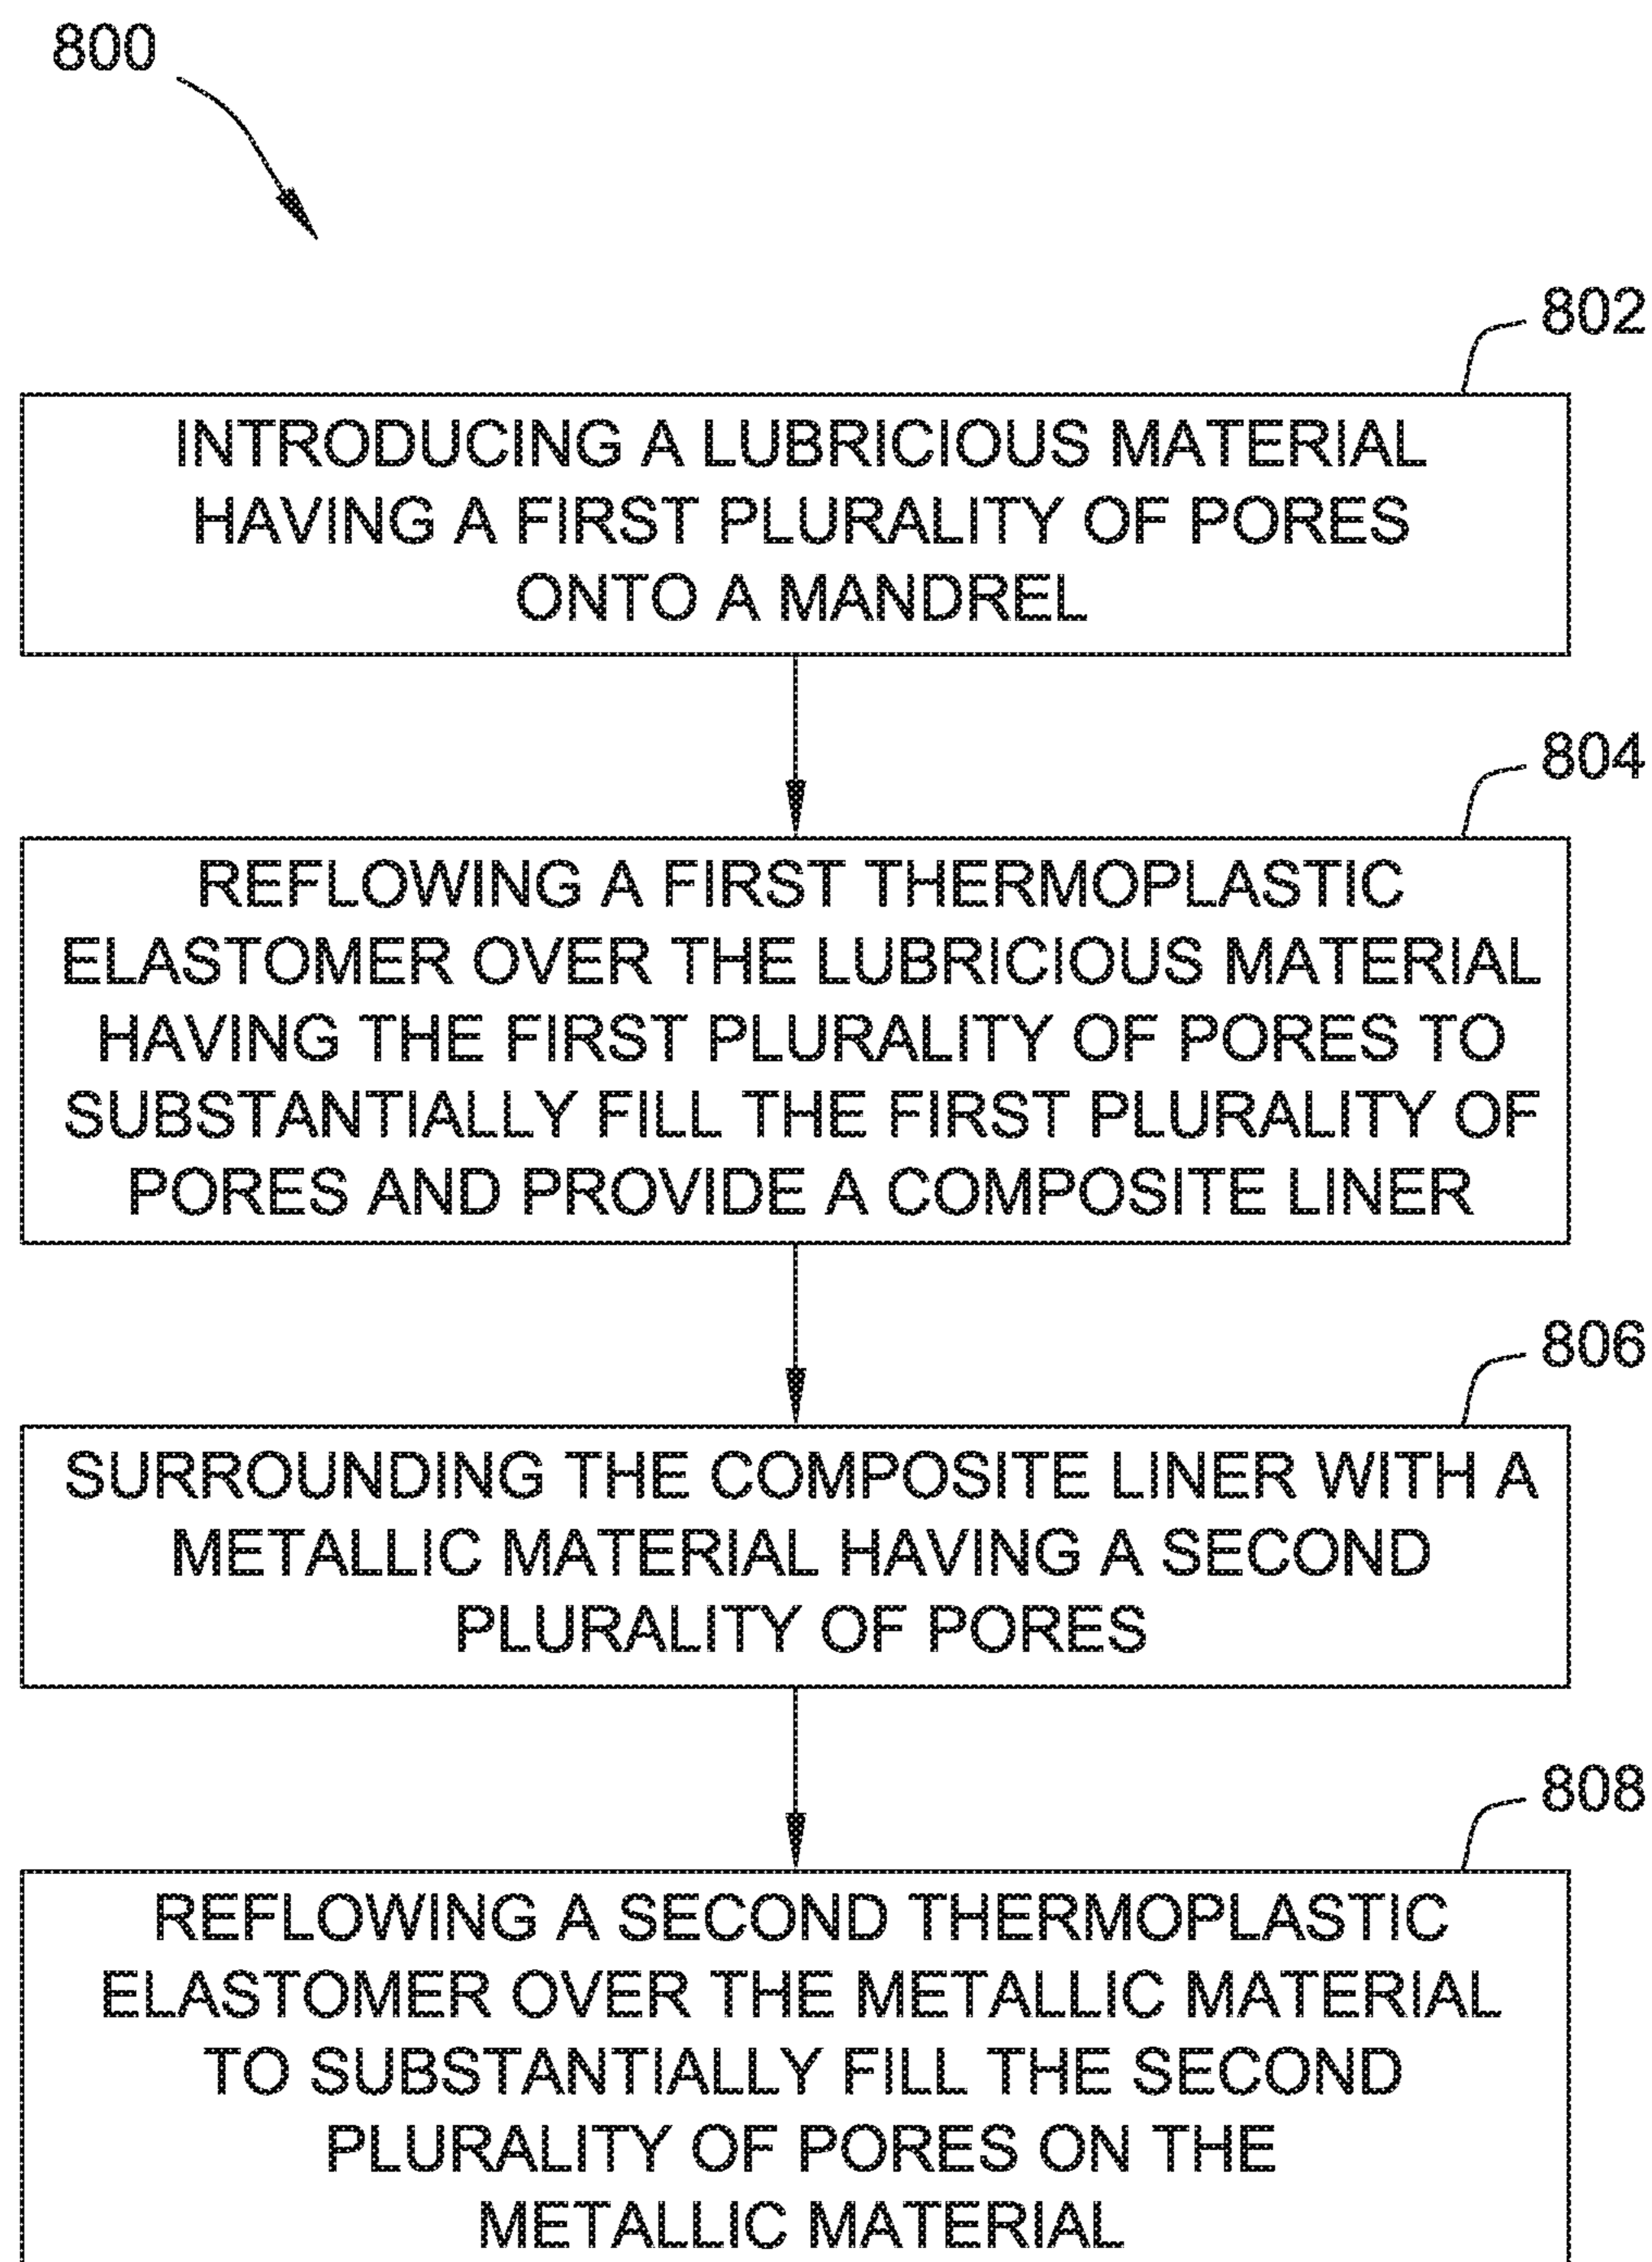 800
802
INTRODUCING A LUBRICIOUS MATERIAL
HAVING A FIRST PLURALITY OF PORES
ONTO A MANDREL
804
REFLOWING A FIRST THERMOPLASTIC
ELASTOMER OVER THE LUBRICIOUS MATERIAL
HAVING THE FIRST PLURALITY OF PORES TO
SUBSTANTIALLY FILL THE FIRST PLURALITY OF
PORES AND PROVIDE A COMPOSITE LINER
806
SURROUNDING THE COMPOSITE LINER WITH A
METALLIC MATERIAL HAVING A SECOND
PLURALITY OF PORES
808
REFLOWING A SECOND THERMOPLASTIC
ELASTOMER OVER THE METALLIC MATERIAL
TO SUBSTANTIALLY FILL THE SECOND
PLURALITY OF PORES ON THE
METALLIC MATERIAL